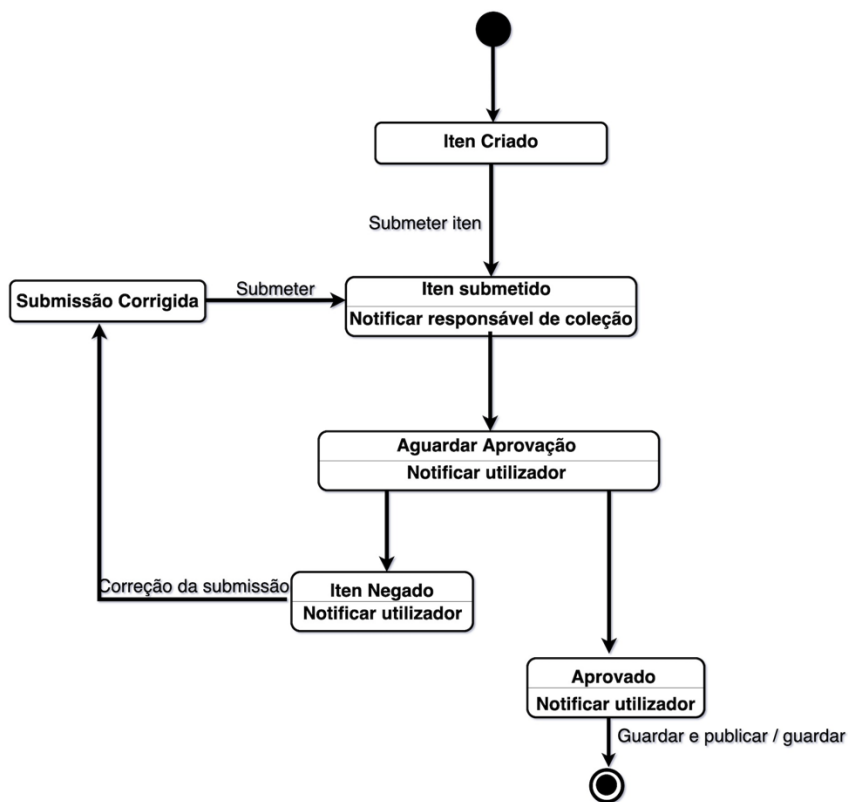 Iten Criado
Submeter iten
Submissão Corrigida
Submeter
Iten submetido
Notificar responsável de coleção
Aguardar Aprovação
Notificar utilizador
Correção da submissão
Iten Negado
Notificar utilizador
Aprovado
Notificar utilizador
Guardar e publicar / guardar